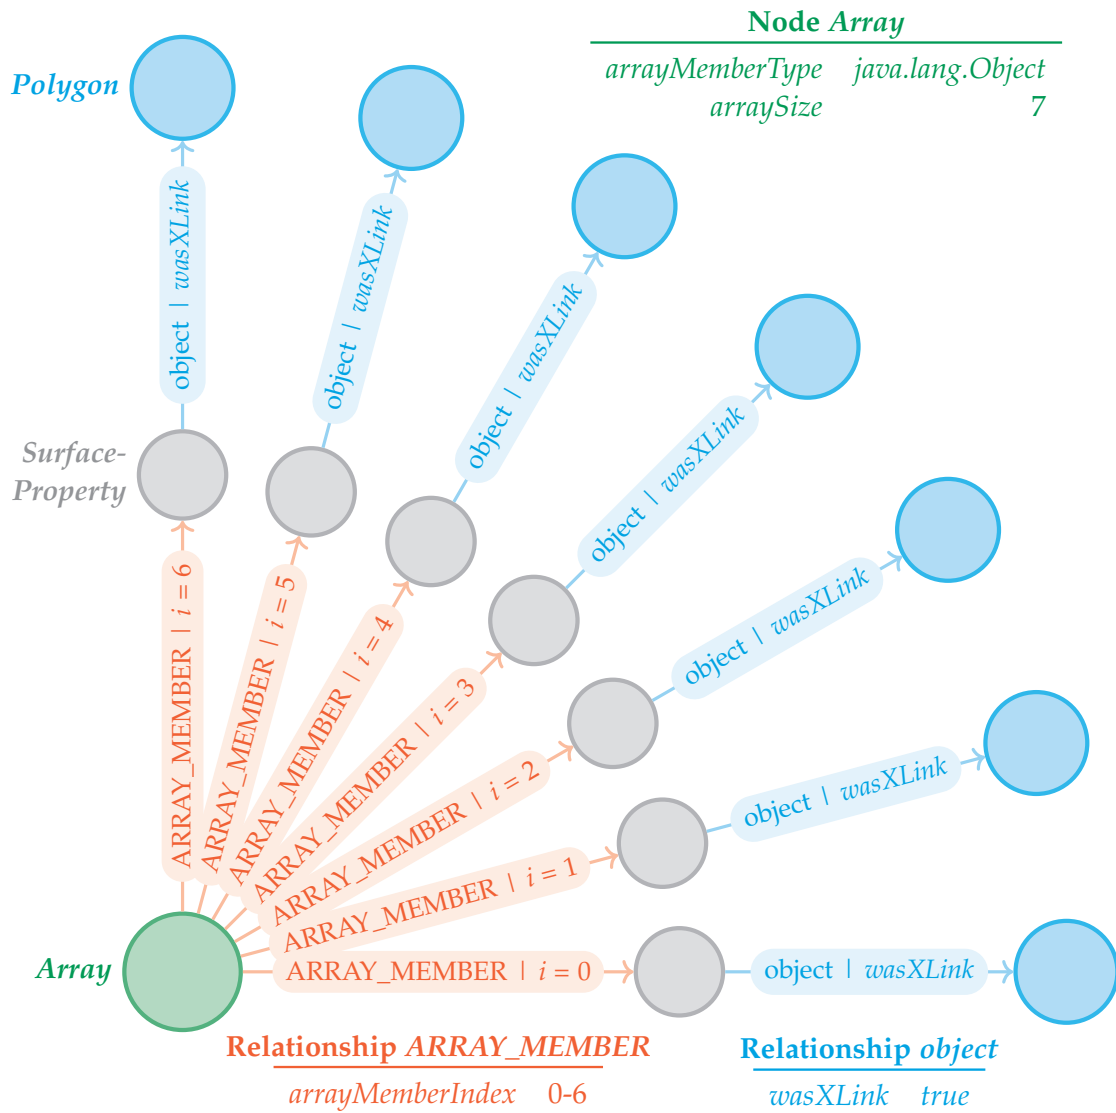 Node Array
arrayMemberType java.lang.Object
arraySize 7
Polygon
object | wasXLink
object | wasXLink
object | wasXLink
object | wasXLink
object | wasXLink
object | wasXLink
object | wasXLink
Surface-
Property
ARRAY_MEMBER | i = 6
ARRAY_MEMBER | i = 5
ARRAY_MEMBER | i = 4
ARRAY_MEMBER | i = 3
ARRAY_MEMBER | i = 2
ARRAY_MEMBER | i = 1
ARRAY_MEMBER | i = 0
Array
Relationship ARRAY_MEMBER
arrayMemberIndex 0-6
Relationship object
wasXLink true